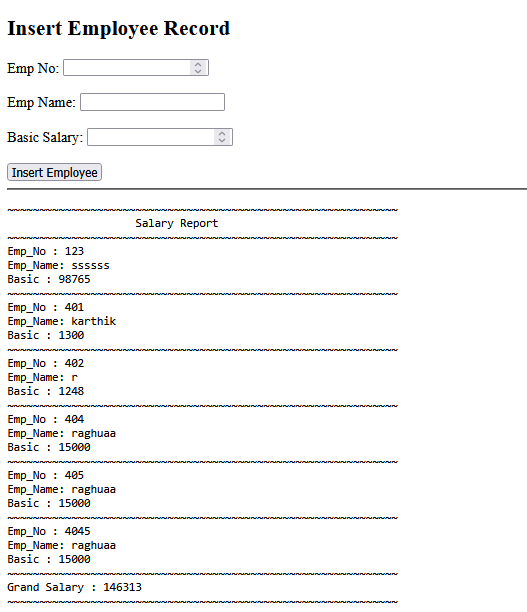 Insert Employee Record
Emp No:
Emp Name:
Basic Salary:
Insert Employee
~~~~~~~~~~~~~~~~~~~~~~~~~~~~~~~~~~~~~~~~~~~~~~~~~~~~~~~~~~~~~
Salary Report
~~~~~~~~~~~~~~~~~~~~~~~~~~~~~~~~~~~~~~~~~~~~~~~~~~~~~~~~~~~~~
Emp_No : 123
Emp_Name: ssssss
Basic : 98765
~~~~~~~~~~~~~~~~~~~~~~~~~~~~~~~~~~~~~~~~~~~~~~~~~~~~~~~~~~~~~
Emp_No : 401
Emp_Name: karthik
Basic : 1300
~~~~~~~~~~~~~~~~~~~~~~~~~~~~~~~~~~~~~~~~~~~~~~~~~~~~~~~~~~~~~
Emp_No : 402
Emp_Name: r
Basic : 1248
~~~~~~~~~~~~~~~~~~~~~~~~~~~~~~~~~~~~~~~~~~~~~~~~~~~~~~~~~~~~~
Emp_No : 404
Emp_Name: raghuaa
Basic : 15000
~~~~~~~~~~~~~~~~~~~~~~~~~~~~~~~~~~~~~~~~~~~~~~~~~~~~~~~~~~~~~
Emp_No : 405
Emp_Name: raghuaa
Basic : 15000
~~~~~~~~~~~~~~~~~~~~~~~~~~~~~~~~~~~~~~~~~~~~~~~~~~~~~~~~~~~~~
Emp_No : 4045
Emp_Name: raghuaa
Basic : 15000
~~~~~~~~~~~~~~~~~~~~~~~~~~~~~~~~~~~~~~~~~~~~~~~~~~~~~~~~~~~~~
Grand Salary : 146313
~~~~~~~~~~~~~~~~~~~~~~~~~~~~~~~~~~~~~~~~~~~~~~~~~~~~~~~~~~~~~